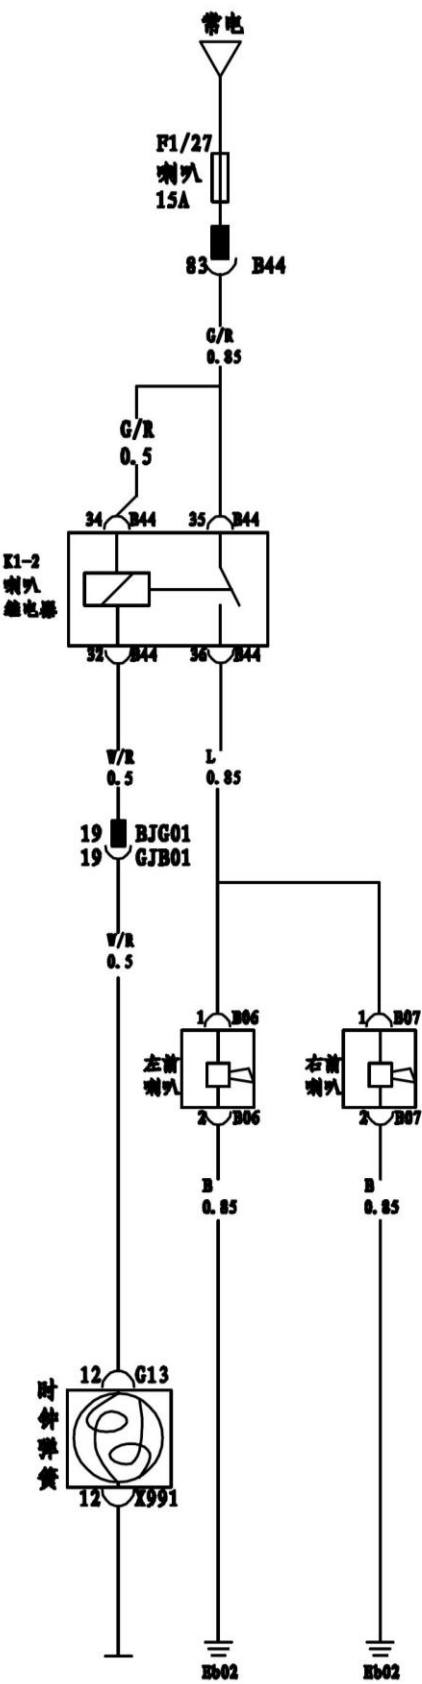 常电
F1/27
喇叭
15A
83 B44
G/R
0.85
G/R
0.5
34 B44 35 B44
K1-2
喇叭
继电器
32 B44 36 B44
W/R
0.5
L
0.85
19 BJG01
19 GJB01
W/R
0.5
1 B06 1 B07
左前
喇叭
右前
喇叭
2 B06 2 B07
B
0.85
B
0.85
12 G13
时
钟
弹
簧
12 X991
Eb02 Eb02